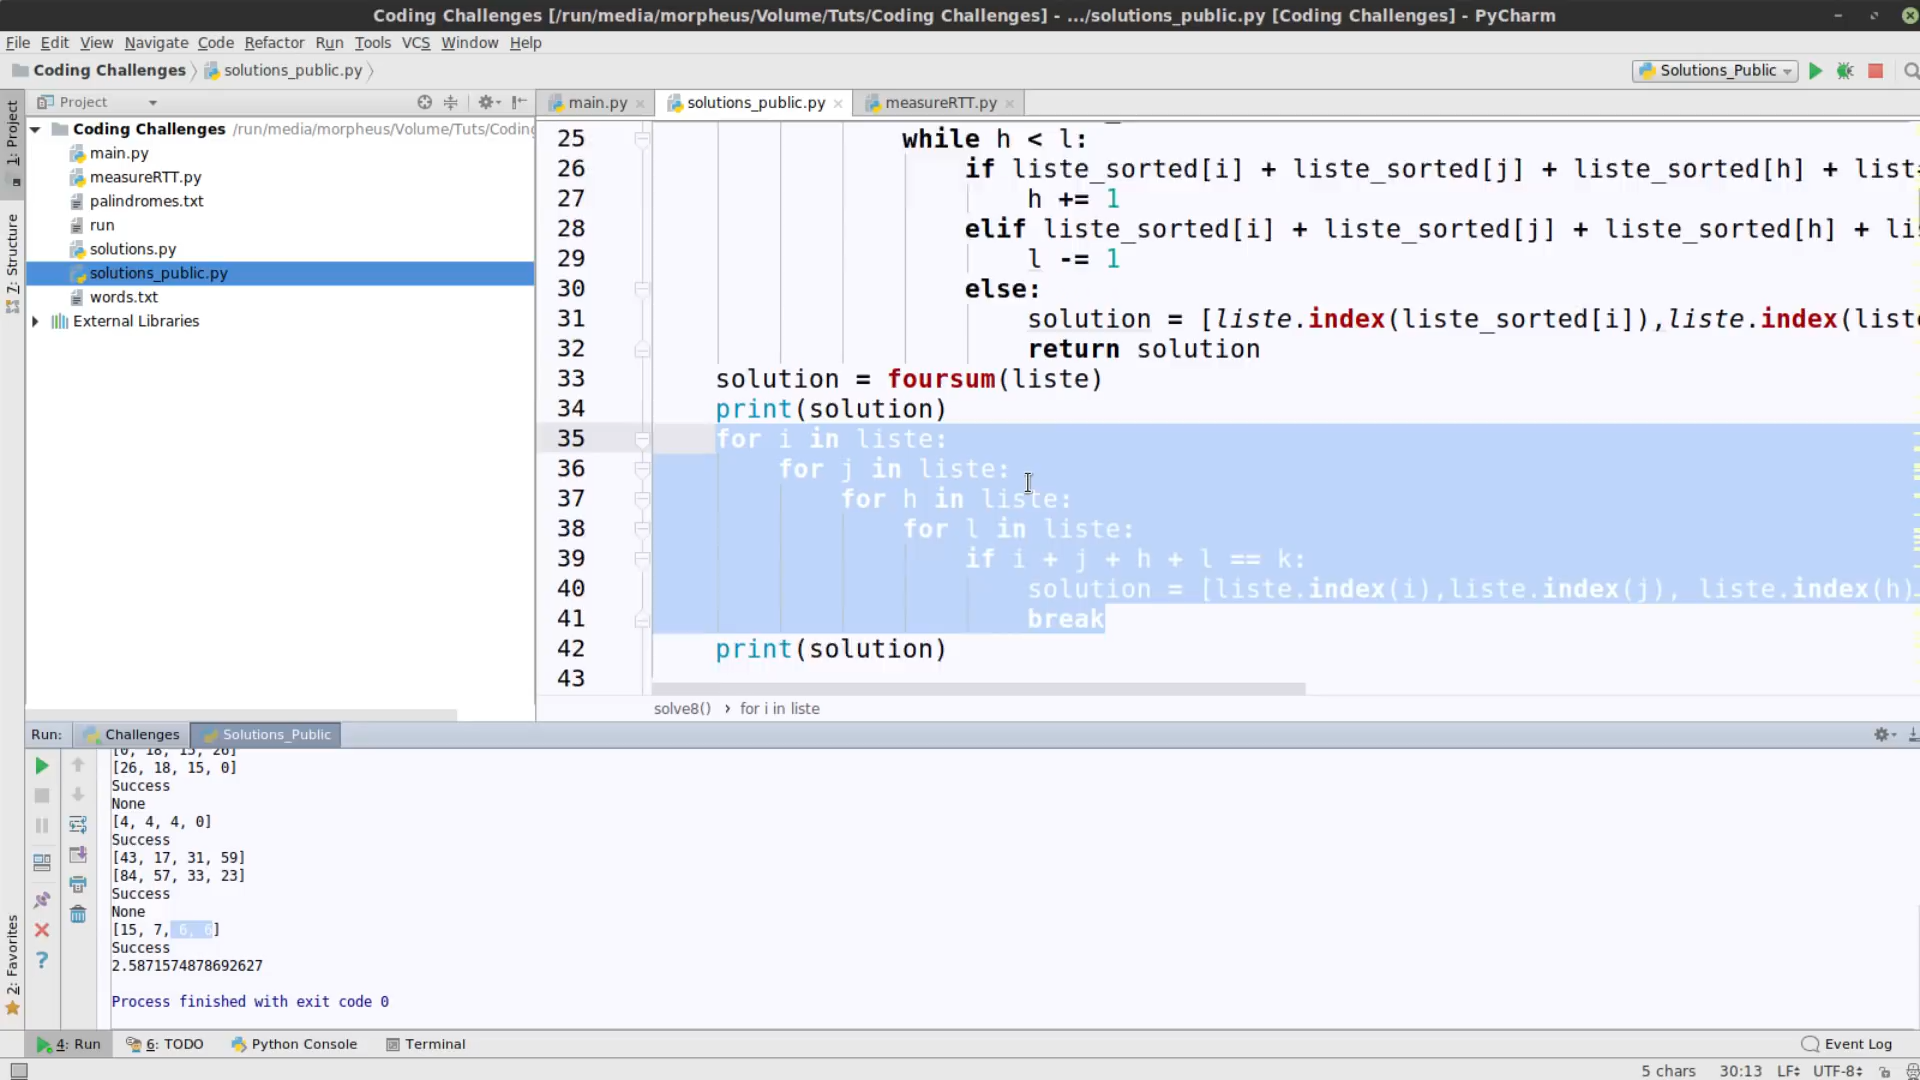 Coding Challenges [/run/media/morpheus/Volume/Tuts/Coding Challenges] - .../solutions_public.py [Coding Challenges] - PyCharm
File Edit View Navigate Code Refactor Run Tools VCS Window Help
Coding Challenges solutions_public.py
Solutions_Public
1: Project
7: Structure
2: Favorites
Project
Coding Challenges /run/media/morpheus/Volume/Tuts/Coding
main.py
measureRTT.py
palindromes.txt
run
solutions.py
solutions_public.py
words.txt
External Libraries
main.py solutions_public.py measureRTT.py
25 while h < l:
26 if liste_sorted[i] + liste_sorted[j] + liste_sorted[h] + list
27 h += 1
28 elif liste_sorted[i] + liste_sorted[j] + liste_sorted[h] + li
29 l -= 1
30 else:
31 solution = [liste.index(liste_sorted[i]),liste.index(list
32 return solution
33 solution = foursum(liste)
34 print(solution)
35 for i in liste:
36 for j in liste:
37 for h in liste:
38 for l in liste:
39 if i + j + h + l == k:
40 solution = [liste.index(i),liste.index(j), liste.index(h)
41 break
42 print(solution)
43
solve8() › for i in liste
Run: Challenges Solutions_Public
[0, 18, 15, 26]
[26, 18, 15, 0]
Success
None
[4, 4, 4, 0]
Success
[43, 17, 31, 59]
[84, 57, 33, 23]
Success
None
[15, 7, 6, 0]
Success
2.5871574878692627
Process finished with exit code 0
4: Run 6: TODO Python Console Terminal Event Log
5 chars 30:13 LF UTF-8